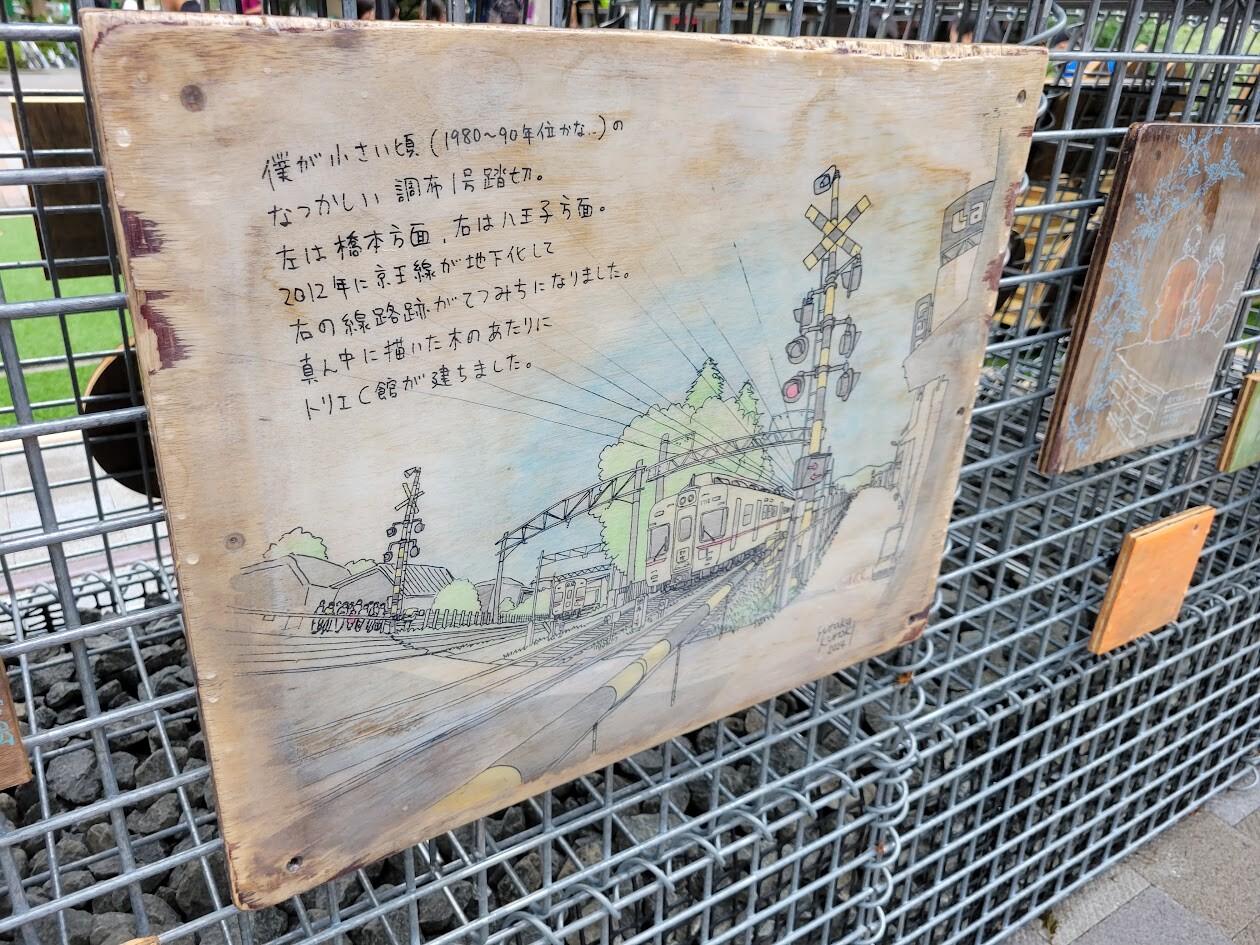 僕が小さい頃(1980〜90年位かな..)の
なつかしい 調布1号踏切。
左は橋本方面、右は八王子方面。
2012年に京王線が地下化して
右の線路跡がてつみちになりました。
真ん中に描いた木のあたりに
トリエC館が建ちました。
2024